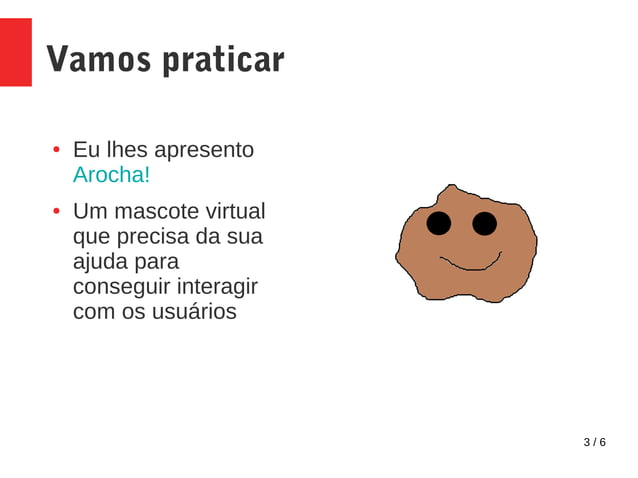 Vamos praticar
● Eu lhes apresento
Arocha!
● Um mascote virtual
que precisa da sua
ajuda para
conseguir interagir
com os usuários
3 / 6